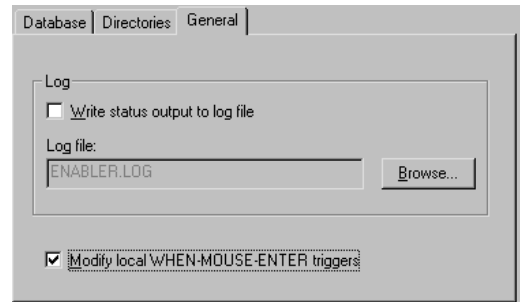 Database Directories General
Log
Write status output to log file
Log file:
ENABLER.LOG
Browse...
Modify local WHEN-MOUSE-ENTER triggers